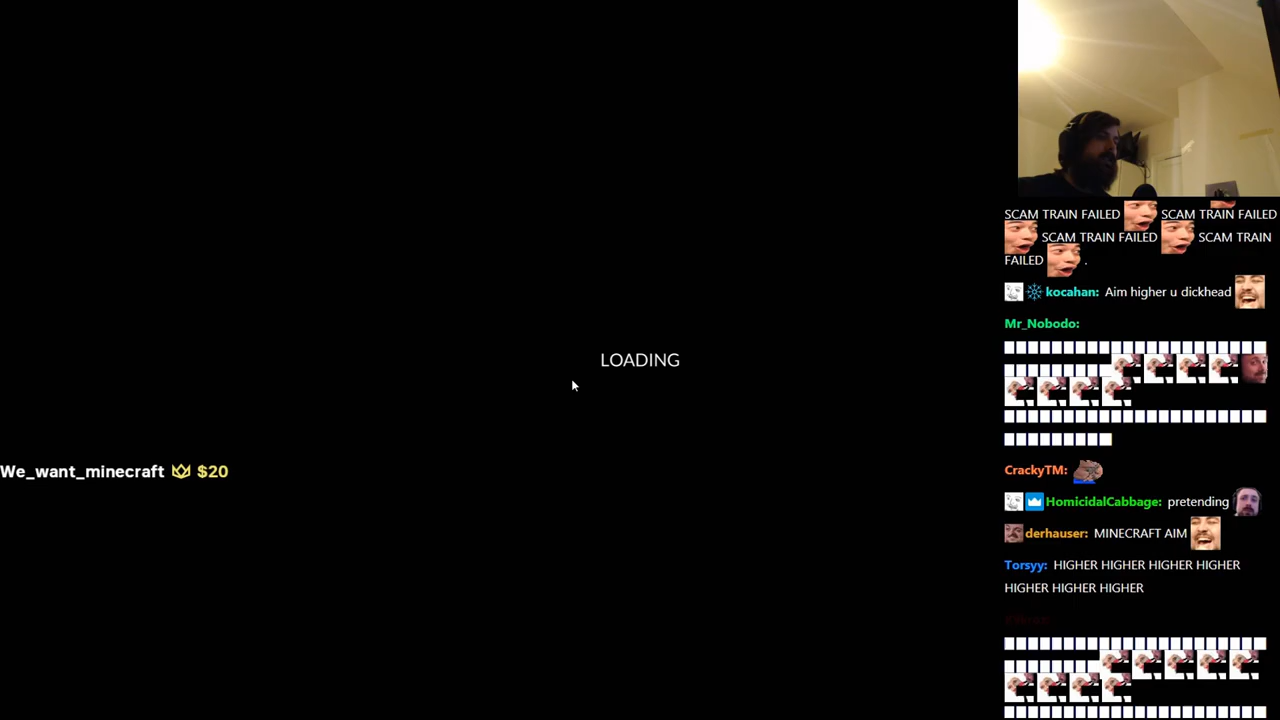 SCAM TRAIN FAILED SCAM TRAIN FAILED
SCAM TRAIN FAILED SCAM TRAIN
FAILED .
kocahan: Aim higher u dickhead
Mr_Nobodo:
LOADING
We_want_minecraft $20
CrackyTM:
HomicidalCabbage: pretending
derhauser: MINECRAFT AIM
Torsyy: HIGHER HIGHER HIGHER HIGHER
HIGHER HIGHER HIGHER